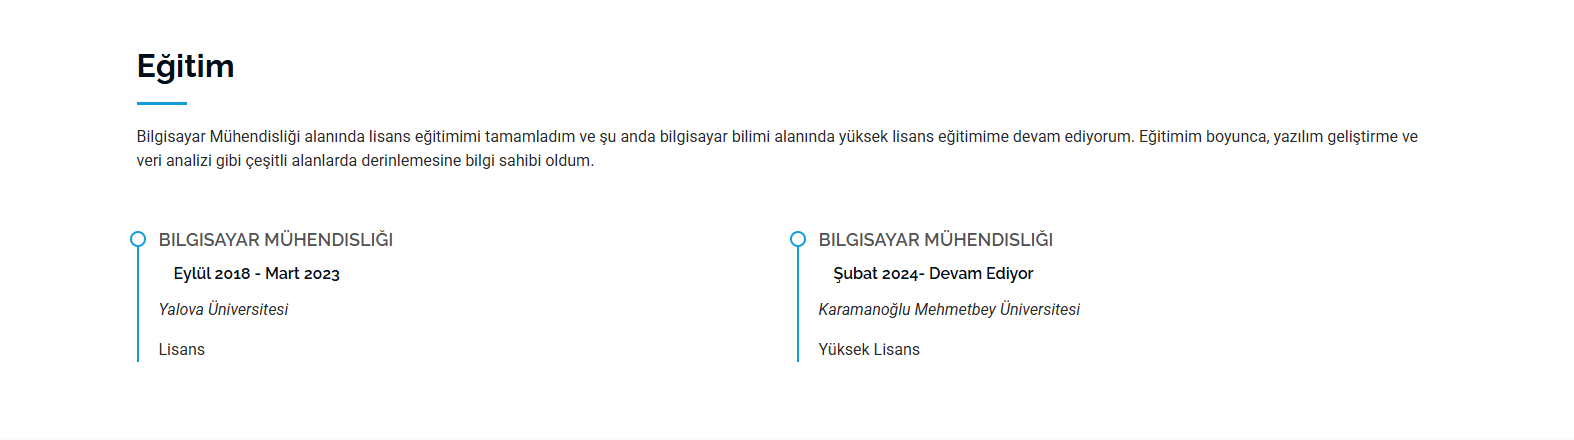 Eğitim
Bilgisayar Mühendisliği alanında lisans eğitimimi tamamladım ve şu anda bilgisayar bilimi alanında yüksek lisans eğitimime devam ediyorum. Eğitimim boyunca, yazılım geliştirme ve
veri analizi gibi çeşitli alanlarda derinlemesine bilgi sahibi oldum.
BILGISAYAR MÜHENDISLIĞI
Eylül 2018 - Mart 2023
Yalova Üniversitesi
Lisans
BILGISAYAR MÜHENDISLIĞI
Şubat 2024- Devam Ediyor
Karamanoğlu Mehmetbey Üniversitesi
Yüksek Lisans